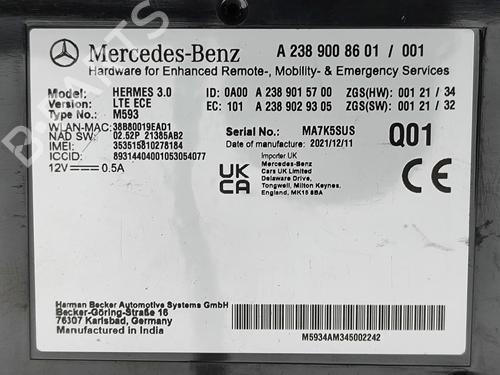 Mercedes-Benz A 238 900 86 01 / 001
Hardware for Enhanced Remote-, Mobility- & Emergency Services
Model: HERMES 3.0 ID: 0A00 A 238 901 57 00 ZGS(HW): 001 21 / 34
Version: LTE ECE EC: 101 A 238 902 93 05 ZGS(SW): 001 21 / 32
Type No.: M593
WLAN-MAC: 38B80019EAD1
NAD SW: 02.52P 21385AB2
IMEI: 353515810278184
ICCID: 89314404001053054077
12V 0.5A
Serial No.: MA7K5SUS
Date of manufacture: 2021/12/11
Q01
UK
CA
Importer UK
Mercedes-Benz
Cars UK Limited
Delaware Drive,
Tongwell, Milton Keynes,
England, MK15 8BA
CE
Harman Becker Automotive Systems GmbH
Becker-Göring-Straße 16
76307 Karlsbad, Germany
Manufactured in India
M5934AM345002242